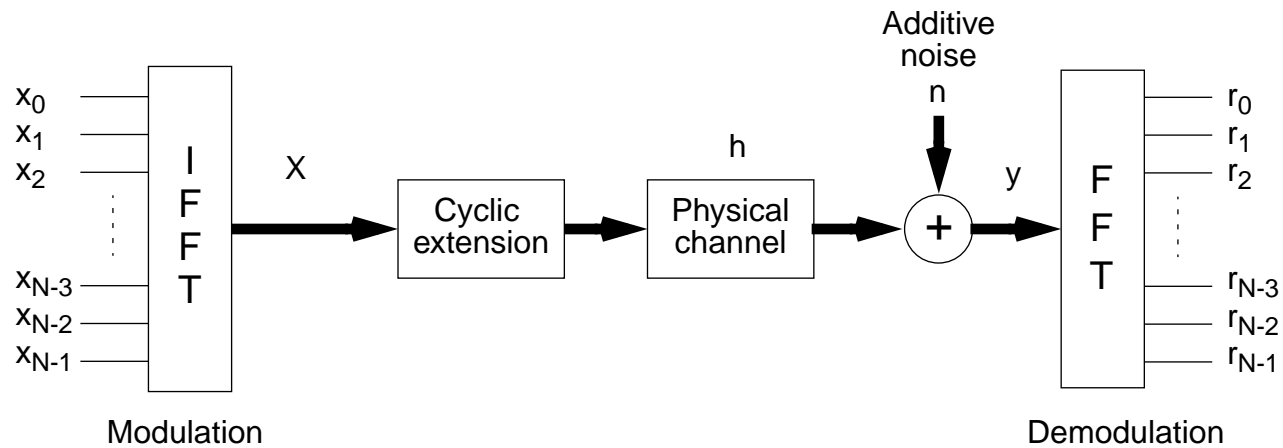 Additive
noise
n
x0
x1
x2
xN-3
xN-2
xN-1
I
F
F
T
X
Cyclic
extension
h
Physical
channel
+
y
F
F
T
r0
r1
r2
rN-3
rN-2
rN-1
Modulation
Demodulation